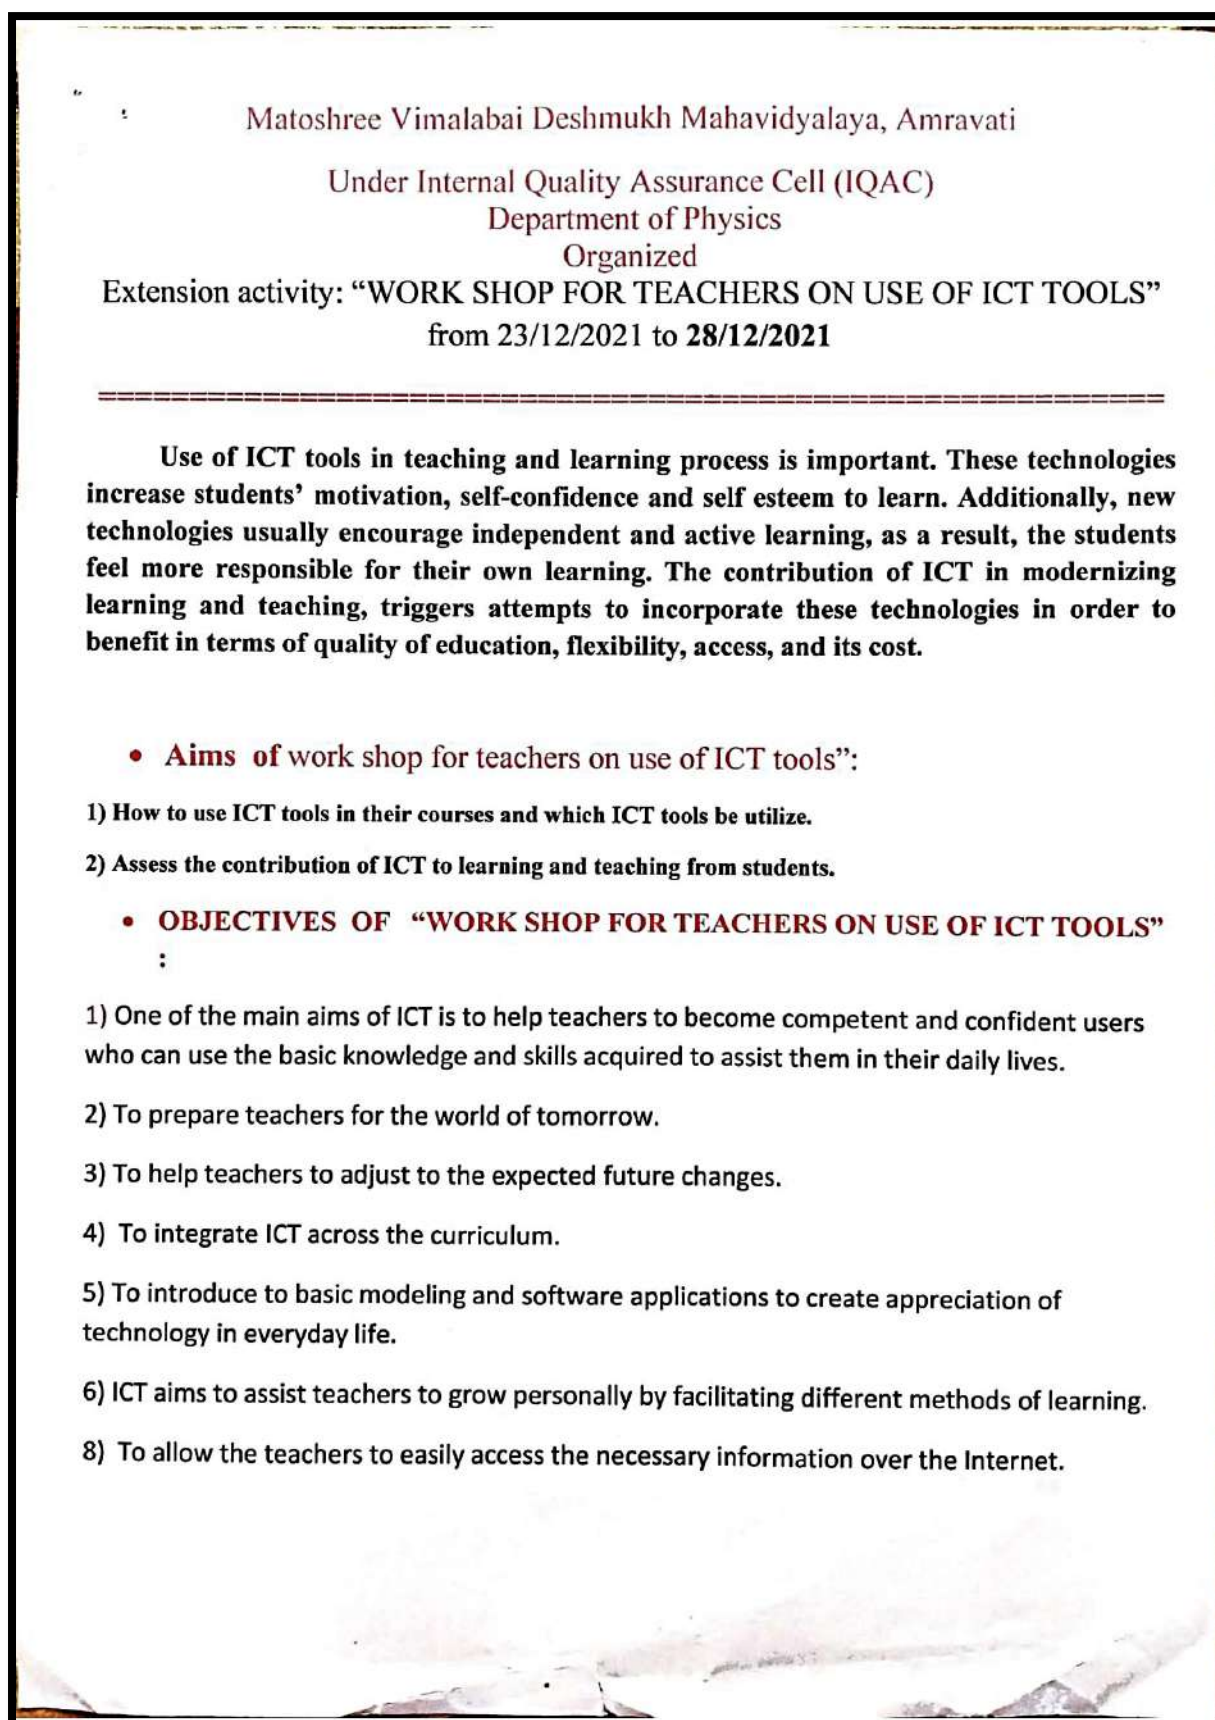 Matoshree Vimalabai Deshmukh Mahavidyalaya, Amravati
Under Internal Quality Assurance Cell (IQAC)
Department of Physics
Organized
Extension activity: “WORK SHOP FOR TEACHERS ON USE OF ICT TOOLS”
from 23/12/2021 to 28/12/2021
==========================================================
Use of ICT tools in teaching and learning process is important. These technologies
increase students’ motivation, self-confidence and self esteem to learn. Additionally, new
technologies usually encourage independent and active learning, as a result, the students
feel more responsible for their own learning. The contribution of ICT in modernizing
learning and teaching, triggers attempts to incorporate these technologies in order to
benefit in terms of quality of education, flexibility, access, and its cost.
• Aims of work shop for teachers on use of ICT tools”:
1) How to use ICT tools in their courses and which ICT tools be utilize.
2) Assess the contribution of ICT to learning and teaching from students.
• OBJECTIVES OF “WORK SHOP FOR TEACHERS ON USE OF ICT TOOLS”
:
1) One of the main aims of ICT is to help teachers to become competent and confident users
who can use the basic knowledge and skills acquired to assist them in their daily lives.
2) To prepare teachers for the world of tomorrow.
3) To help teachers to adjust to the expected future changes.
4) To integrate ICT across the curriculum.
5) To introduce to basic modeling and software applications to create appreciation of
technology in everyday life.
6) ICT aims to assist teachers to grow personally by facilitating different methods of learning.
8) To allow the teachers to easily access the necessary information over the Internet.